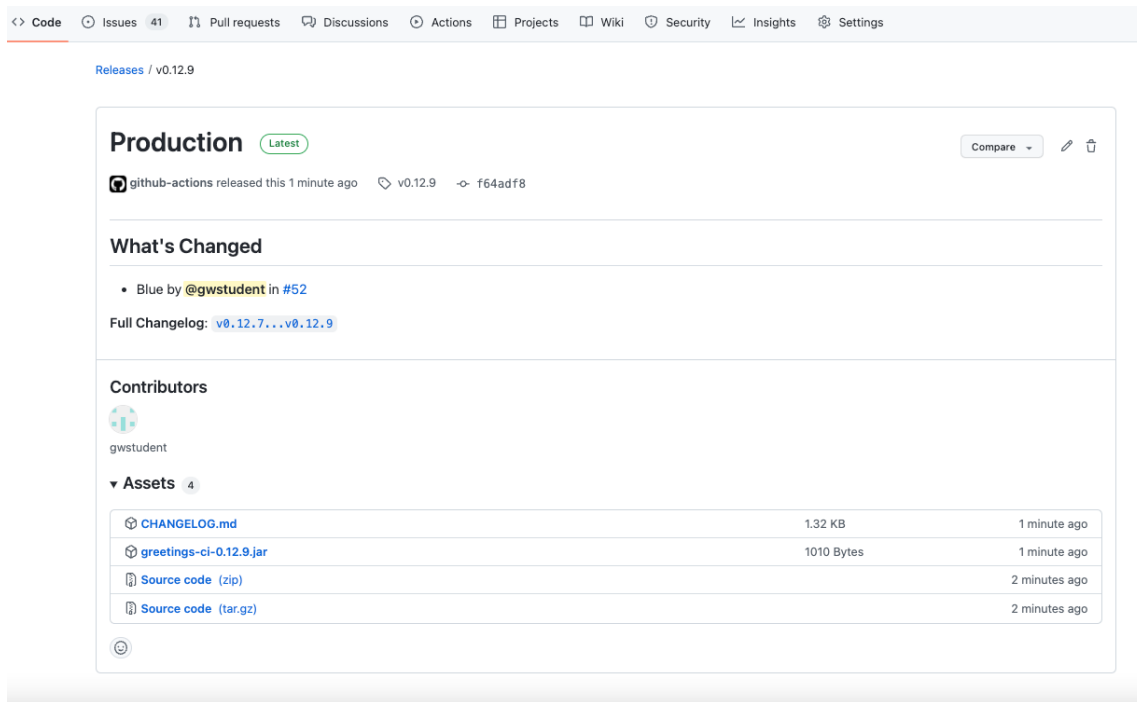 Code Issues 41 Pull requests Discussions Actions Projects Wiki Security Insights Settings
Releases / v0.12.9
Production Latest Compare
github-actions released this 1 minute ago v0.12.9 f64adf8
What's Changed
• Blue by @gwstudent in #52
Full Changelog: v0.12.7...v0.12.9
Contributors
gwstudent
Assets 4
CHANGELOG.md 1.32 KB 1 minute ago
greetings-ci-0.12.9.jar 1010 Bytes 1 minute ago
Source code (zip) 2 minutes ago
Source code (tar.gz) 2 minutes ago